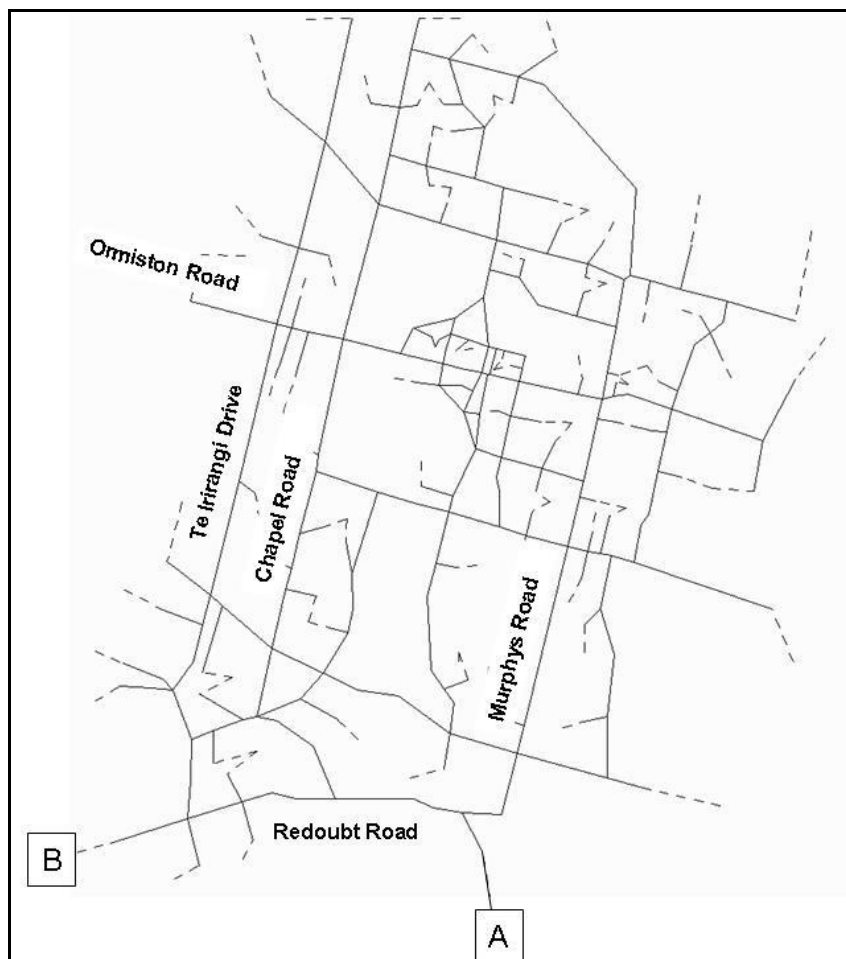 Ormiston Road
Te Irirangi Drive
Chapel Road
Murphys Road
Redoubt Road
B
A